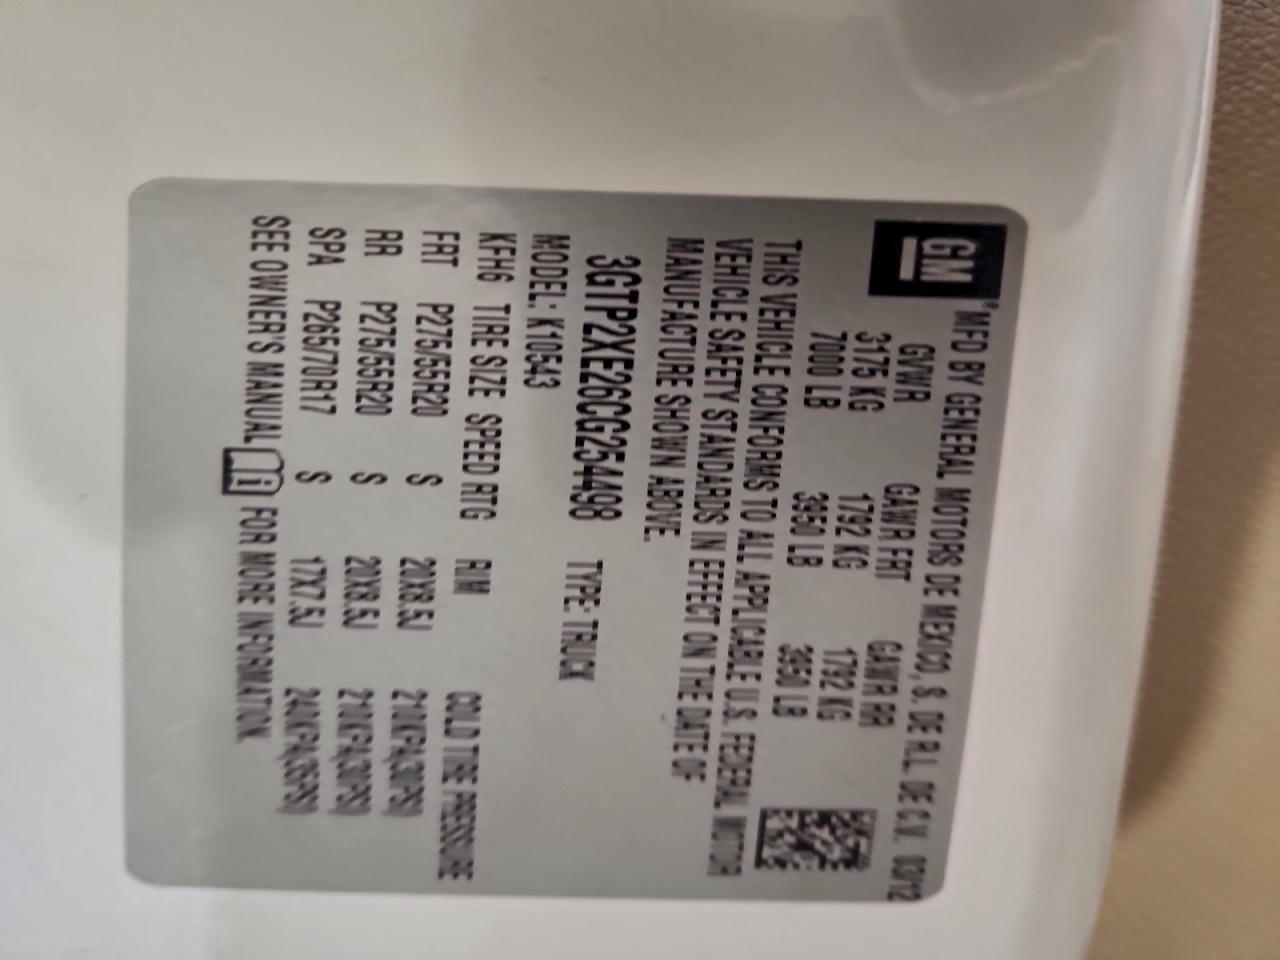 GM
MFD BY GENERAL MOTORS DE MEXICO, S. DE R.L. DE C.V. 03/12
GVWR GAWR FRT GAWR RR
3175 KG 1792 KG 1792 KG
7000 LB 3950 LB 3950 LB
THIS VEHICLE CONFORMS TO ALL APPLICABLE U.S. FEDERAL MOTOR
VEHICLE SAFETY STANDARDS IN EFFECT ON THE DATE OF
MANUFACTURE SHOWN ABOVE.
3GTP2XE26CG254498 TYPE: TRUCK
MODEL: K10543
KFH6 TIRE SIZE SPEED RTG RIM COLD TIRE PRESSURE
FRT P275/55R20 S 20X8.5J 210KPA(30PSI)
RR P275/55R20 S 20X8.5J 210KPA(30PSI)
SPA P265/70R17 S 17X7.5J 240KPA(35PSI)
SEE OWNER'S MANUAL i FOR MORE INFORMATION.